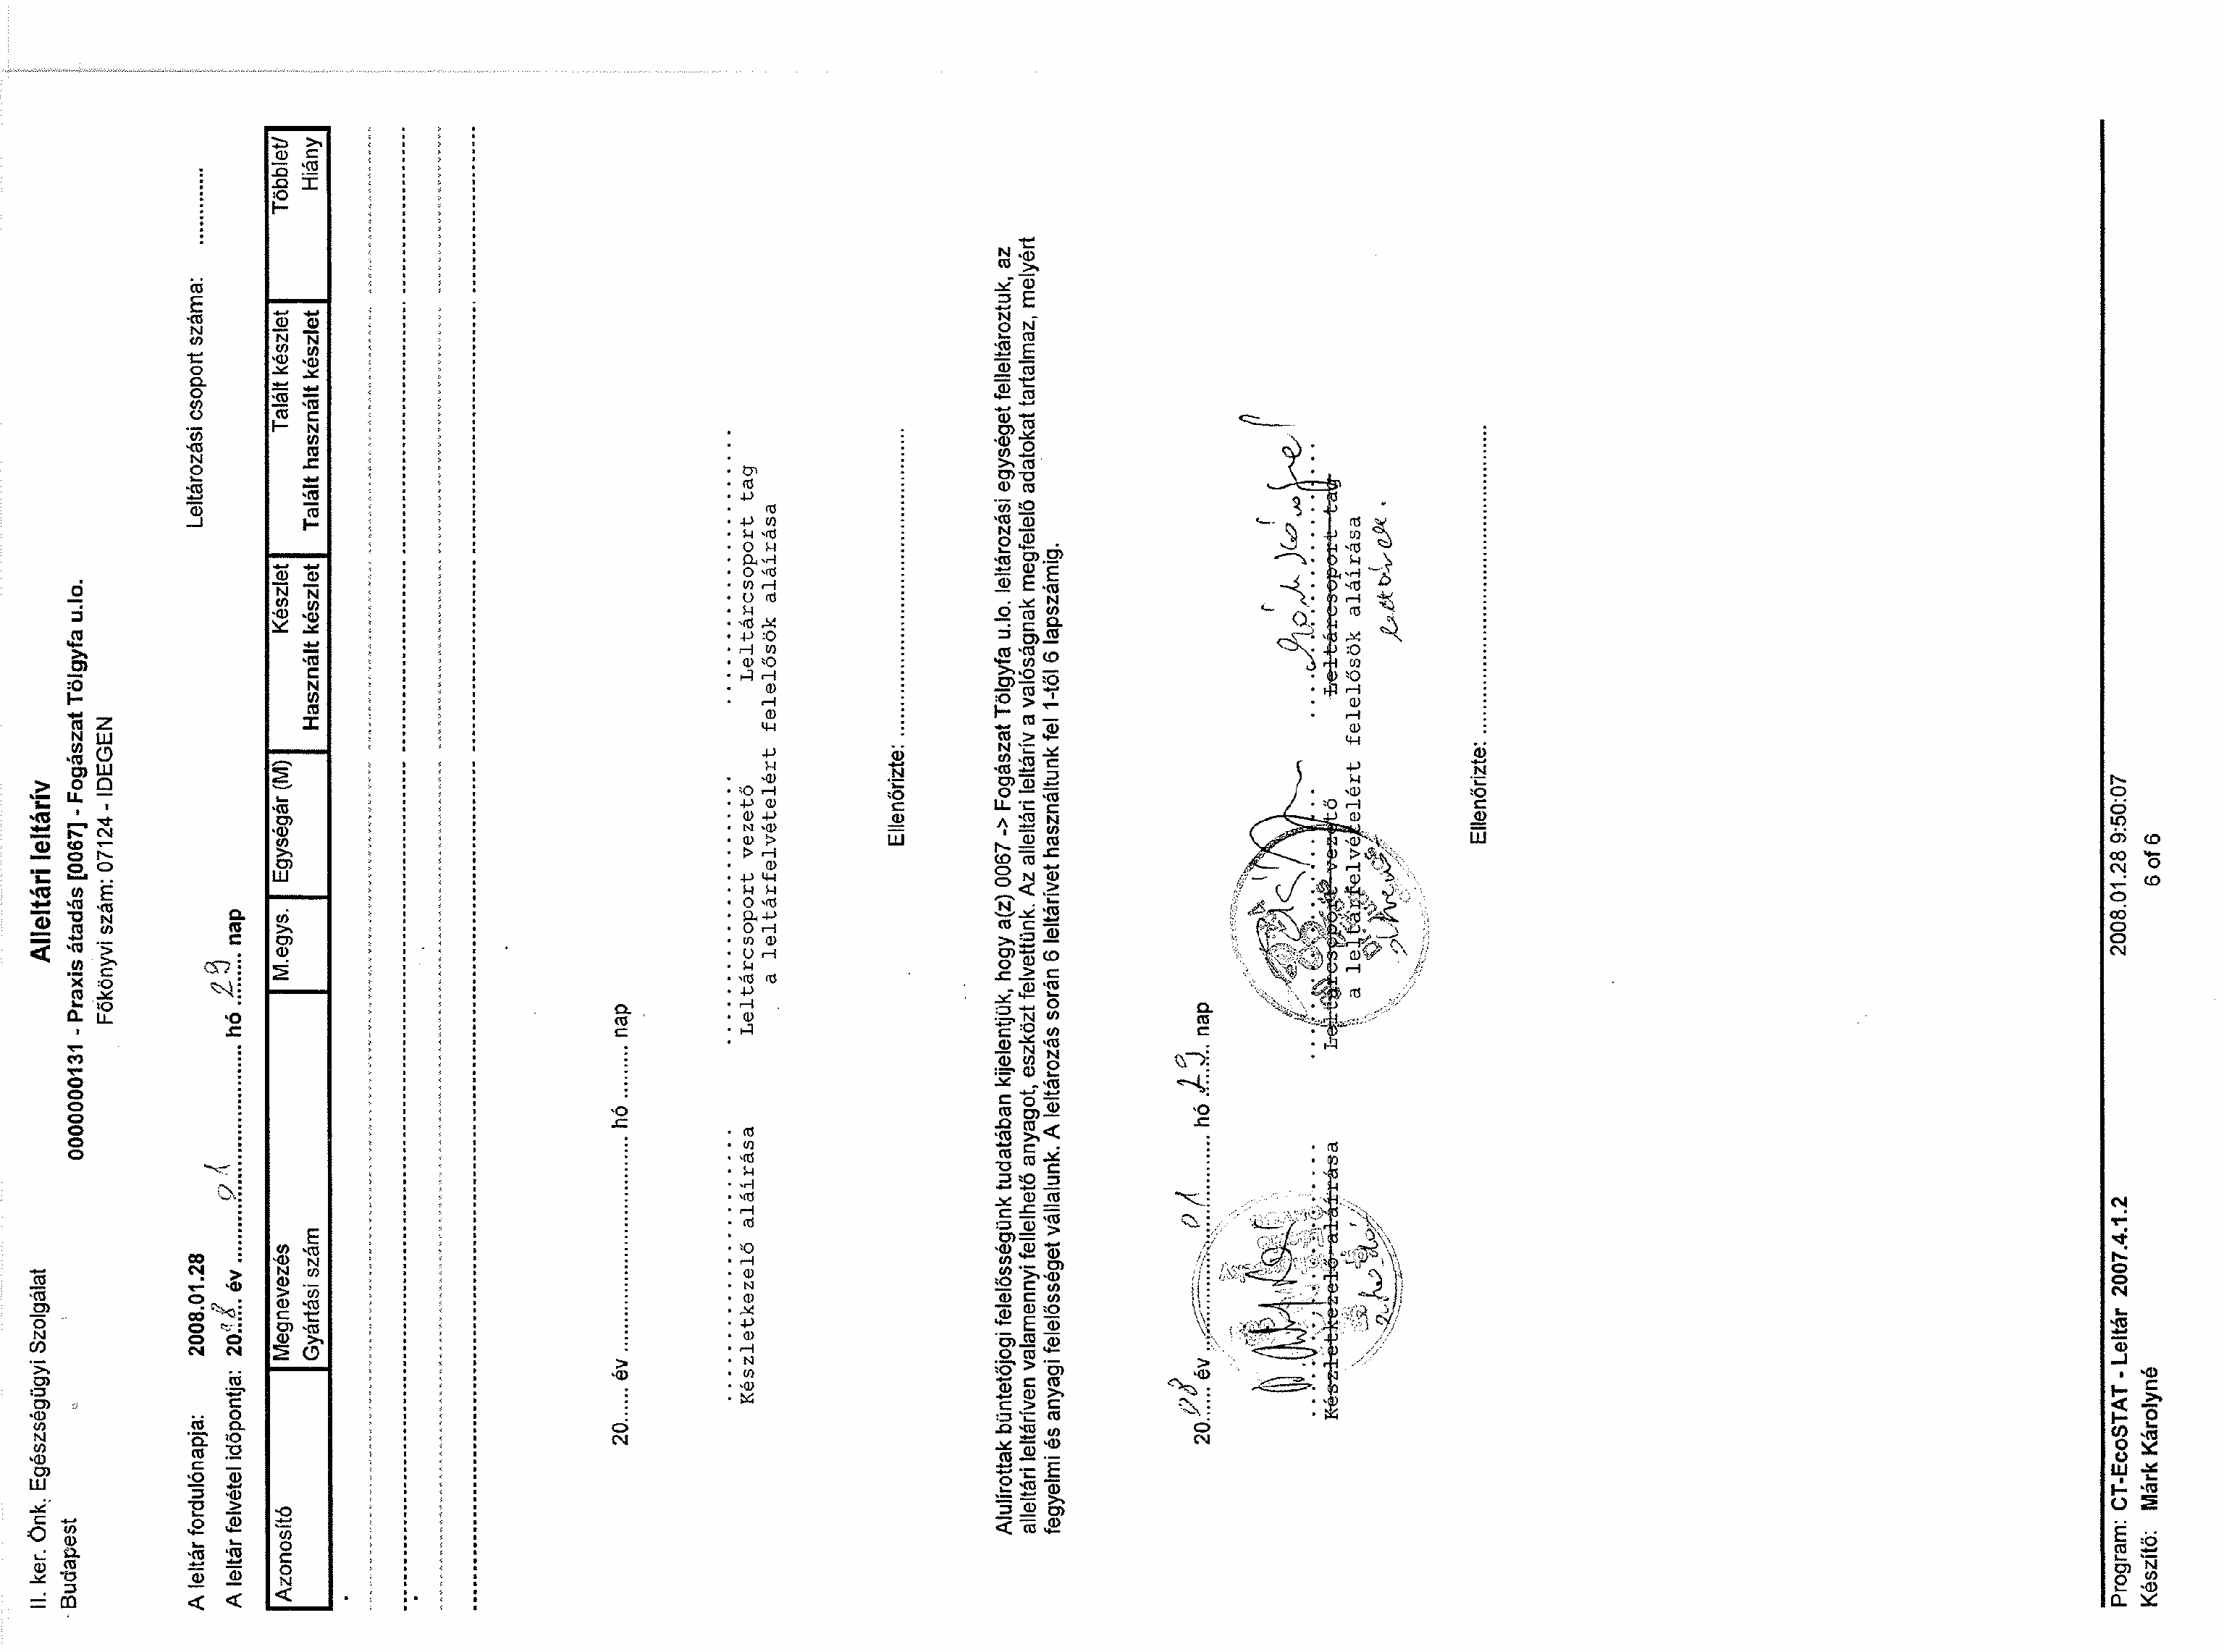 II. ker. Önk. Egészségügyi Szolgálat
Budapest
Alleltári leltárív
0000000131 - Praxis átadás [0067] - Fogászat Tölgyfa u.lo.
Főkönyvi szám: 07124 - IDEGEN
A leltár fordulónapja: 2008.01.28
Leltározási csoport száma: ............
A leltár felvétel időpontja: 2008 év 01 hó 29 nap
Azonosító Megnevezés M.egys. Egységár (M) Készlet Talált készlet Többlet/
Gyártási szám Használt készlet Talált használt készlet Hiány
20...... év .............................. hó ......... nap
Készletkezelő aláírása Leltárcsoport vezető Leltárcsoport tag
a leltárfelvételért felelősök aláírása
Ellenőrizte: ..............................
Alulírottak büntetőjogi felelősségünk tudatában kijelentjük, hogy a(z) 0067 -> Fogászat Tölgyfa u.lo. leltározási egységet felleltároztuk, az
alleltári leltáríven valamennyi fellelhető anyagot, eszközt felvettünk. Az alleltári leltárív a valóságnak megfelelő adatokat tartalmaz, melyért
fegyelmi és anyagi felelősséget vállalunk. A leltározás során 6 leltárívet használtunk fel 1-től 6 lapszámig.
2008 év 01 hó 29 nap
Készletkezelő aláírása Leltárcsoport vezető Leltárcsoport tag
a leltárfelvételért felelősök aláírása
átadó átvevő
Ellenőrizte: ..............................
Program: CT-EcoSTAT - Leltár 2007.4.1.2 2008.01.28 9:50:07
Készítő: Márk Károlyné 6 of 6